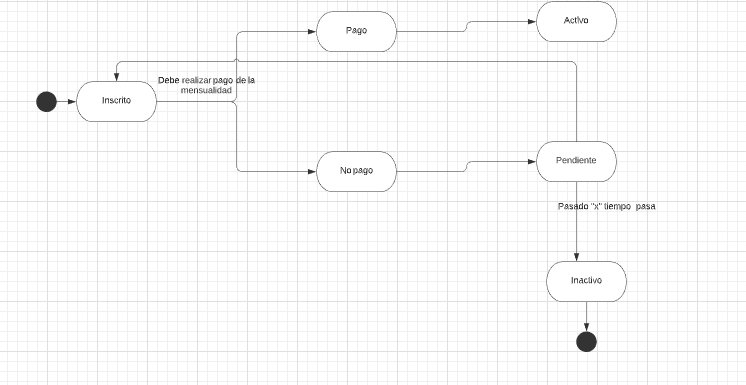 Activo
Pago
Debe realizar pago de la
mensualidad
Inscrito
No pago
Pendiente
Pasado "x" tiempo pasa
Inactivo